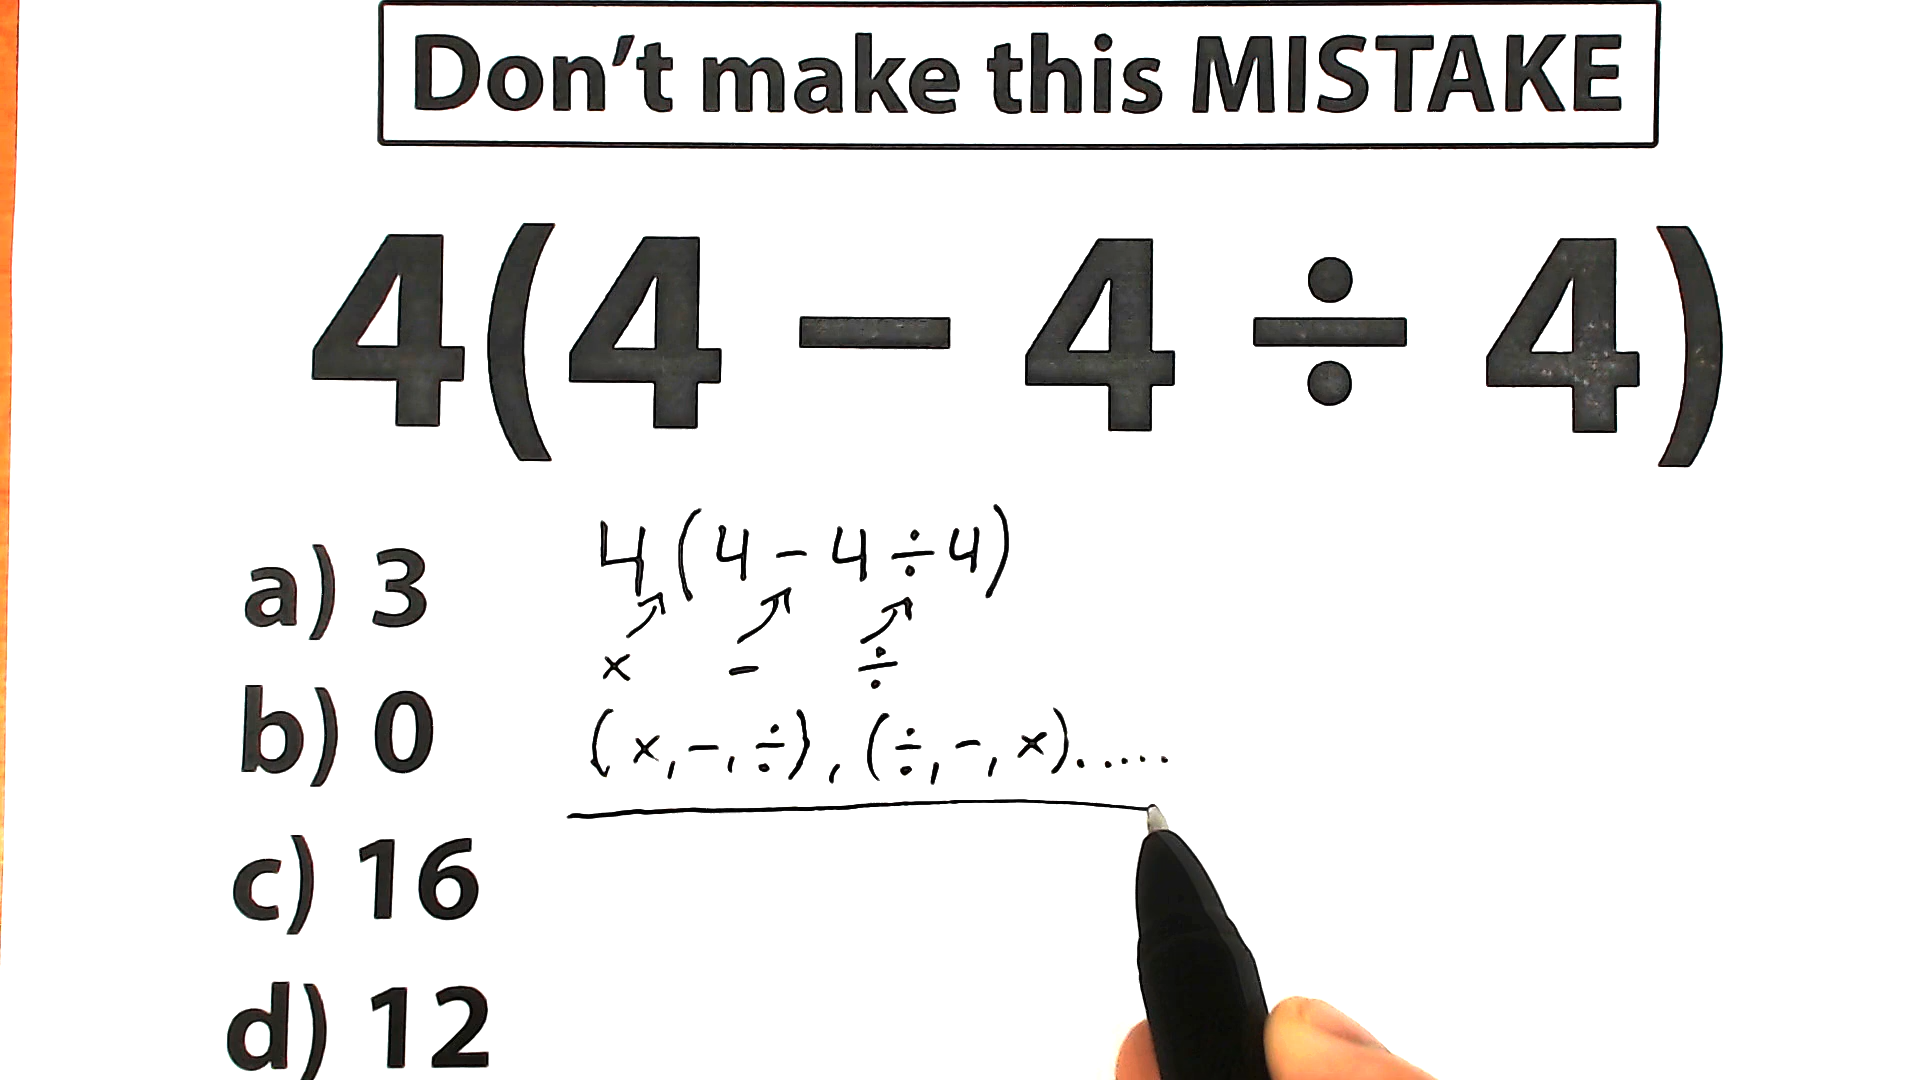 Don't make this MISTAKE
4(4 − 4 ÷ 4)
a) 3
b) 0
c) 16
d) 12
4(4 − 4 ÷ 4)
× − ÷
(×, −, ÷), (÷, −, ×).....